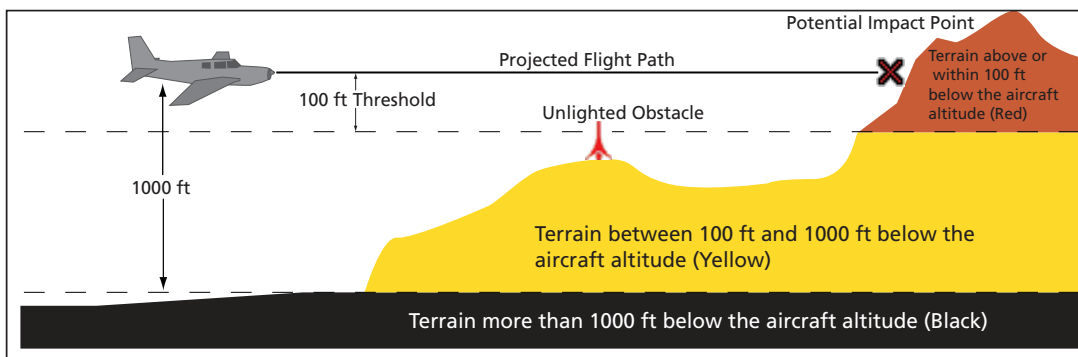 Potential Impact Point
Projected Flight Path
Terrain above or
within 100 ft
below the aircraft
altitude (Red)
100 ft Threshold
Unlighted Obstacle
1000 ft
Terrain between 100 ft and 1000 ft below the
aircraft altitude (Yellow)
Terrain more than 1000 ft below the aircraft altitude (Black)